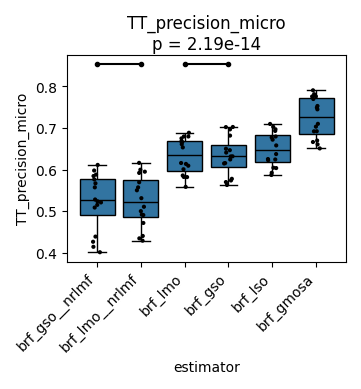 TT_precision_micro
p = 2.19e-14
TT_precision_micro
0.8
0.7
0.6
0.5
0.4
brf_gso__nrlmf
brf_lmo__nrlmf
brf_lmo
brf_gso
brf_lso
brf_gmosa
estimator